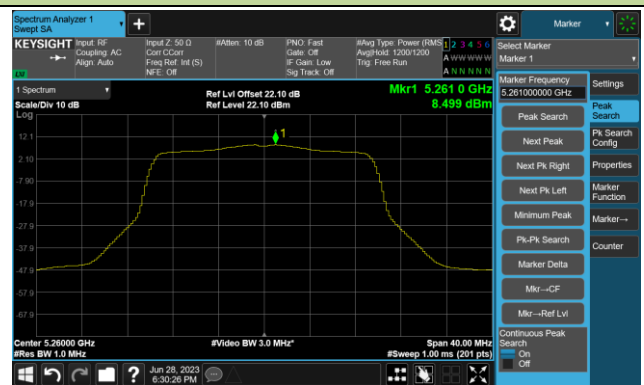 Spectrum Analyzer 1
Swept SA
+
Marker
KEYSIGHT
Input: RF
Coupling: AC
Align: Auto
Input Z: 50 Ω
Corr CCorr
Freq Ref: Int (S)
NFE: Off
#Atten: 10 dB
PNO: Fast
Gate: Off
IF Gain: Low
Sig Track: Off
#Avg Type: Power (RMS
Avg|Hold: 1200/1200
Trig: Free Run
1 2 3 4 5 6
A W W W W W
A N N N N N
Select Marker
Marker 1
1 Spectrum
Scale/Div 10 dB
Log
Ref Lvl Offset 22.10 dB
Ref Level 22.10 dBm
Mkr1 5.261 0 GHz
8.499 dBm
1
12.1
2.10
-7.90
-17.9
-27.9
-37.9
-47.9
-57.9
-67.9
Center 5.26000 GHz
#Res BW 1.0 MHz
#Video BW 3.0 MHz*
Span 40.00 MHz
#Sweep 1.00 ms (201 pts)
Marker Frequency
5.261000000 GHz
Peak Search
Next Peak
Next Pk Right
Next Pk Left
Minimum Peak
Pk-Pk Search
Marker Delta
Mkr→CF
Mkr→Ref Lvl
Continuous Peak
Search
On
Off
Settings
Peak
Search
Pk Search
Config
Properties
Marker
Function
Marker→
Counter
?
Jun 28, 2023
6:30:26 PM